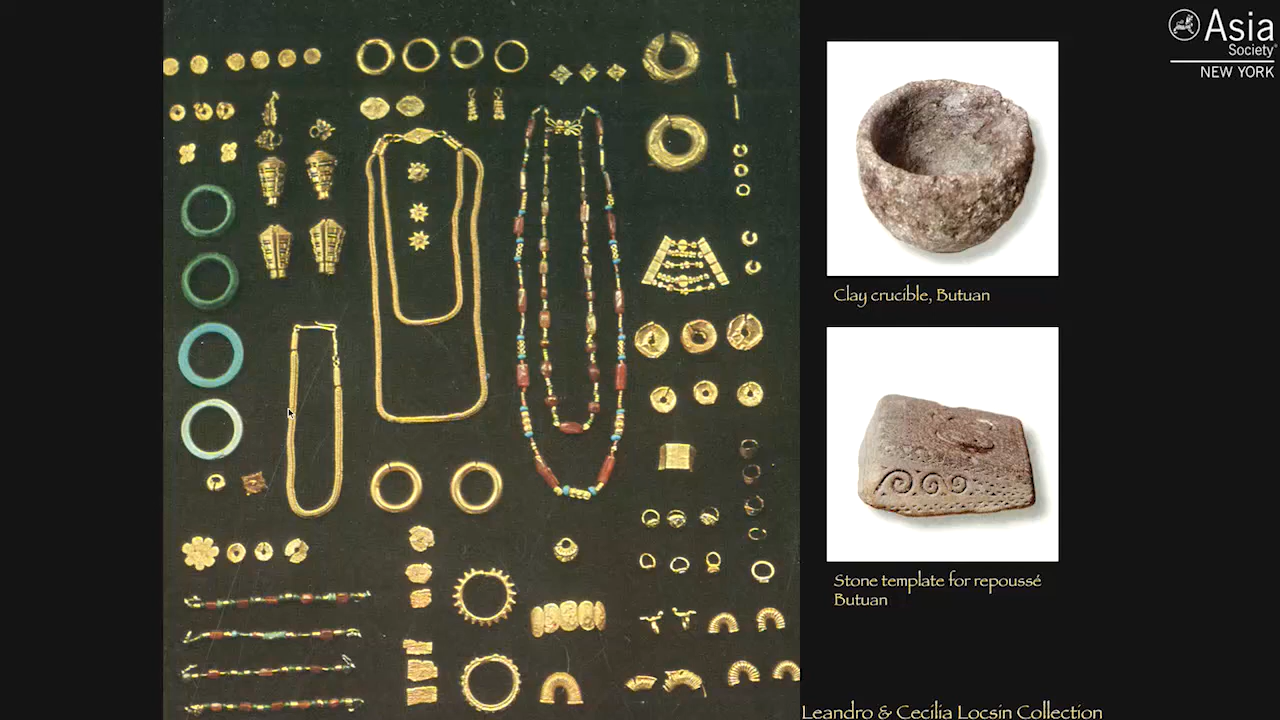 Asia
Society
NEW YORK
Clay crucible, Butuan
Stone template for repoussé
Butuan
Leandro & Cecilia Locsin Collection